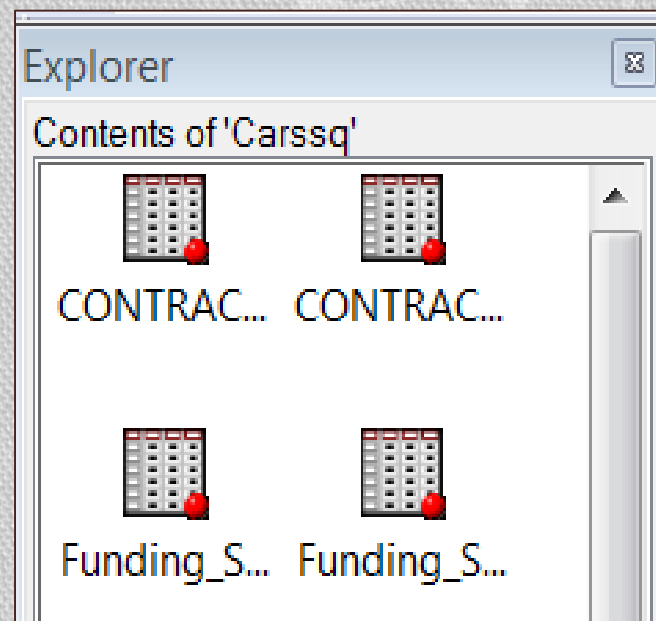 Explorer
Contents of 'Carssq'
CONTRAC... CONTRAC...
Funding_S... Funding_S...